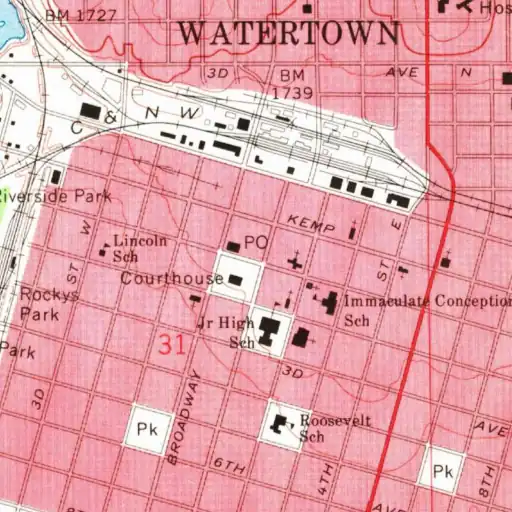 BM 1727
Hos
WATERTOWN
3D
BM
1739
AVE N
C & N W
Riverside Park
KEMP
E
W
Lincoln
Sch
PO
ST
ST
Courthouse
Rockys
Park
Immaculate Conception
Sch
Jr High
Sch
31
Park
3D
3D
BROADWAY
Pk
Roosevelt
Sch
AVE
6TH
4TH
Pk
8TH
AVE